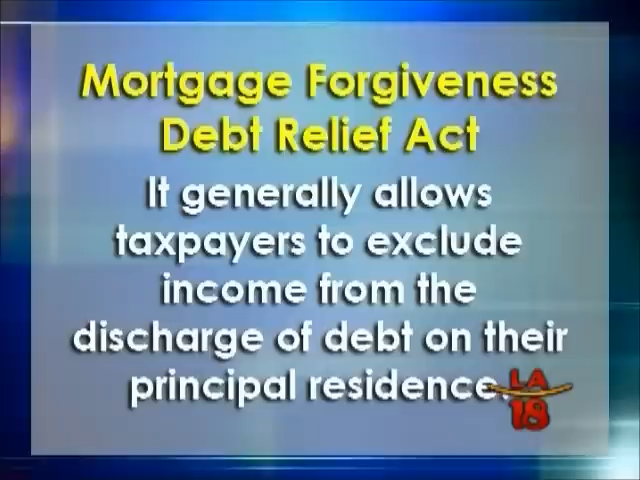 Mortgage Forgiveness
Debt Relief Act
It generally allows
taxpayers to exclude
income from the
discharge of debt on their
principal residence.
LA
18